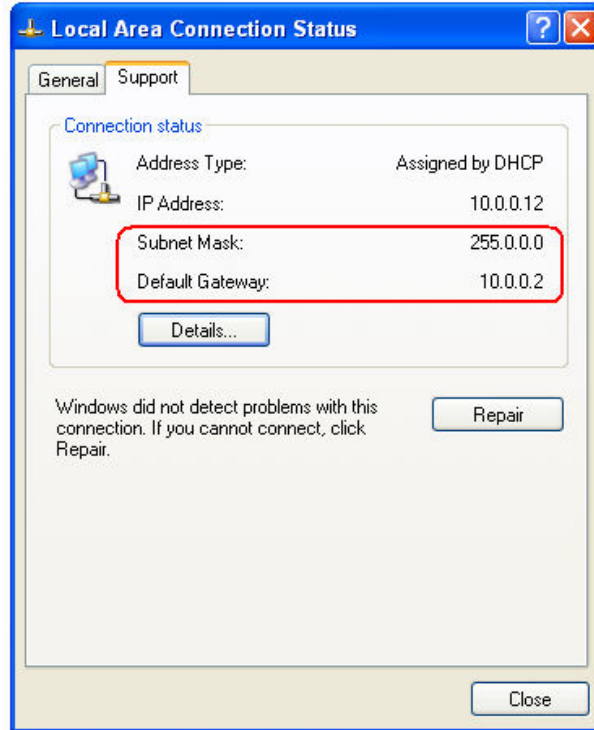 Local Area Connection Status
General Support
Connection status
Address Type: Assigned by DHCP
IP Address: 10.0.0.12
Subnet Mask: 255.0.0.0
Default Gateway: 10.0.0.2
Details...
Windows did not detect problems with this
connection. If you cannot connect, click
Repair.
Repair
Close